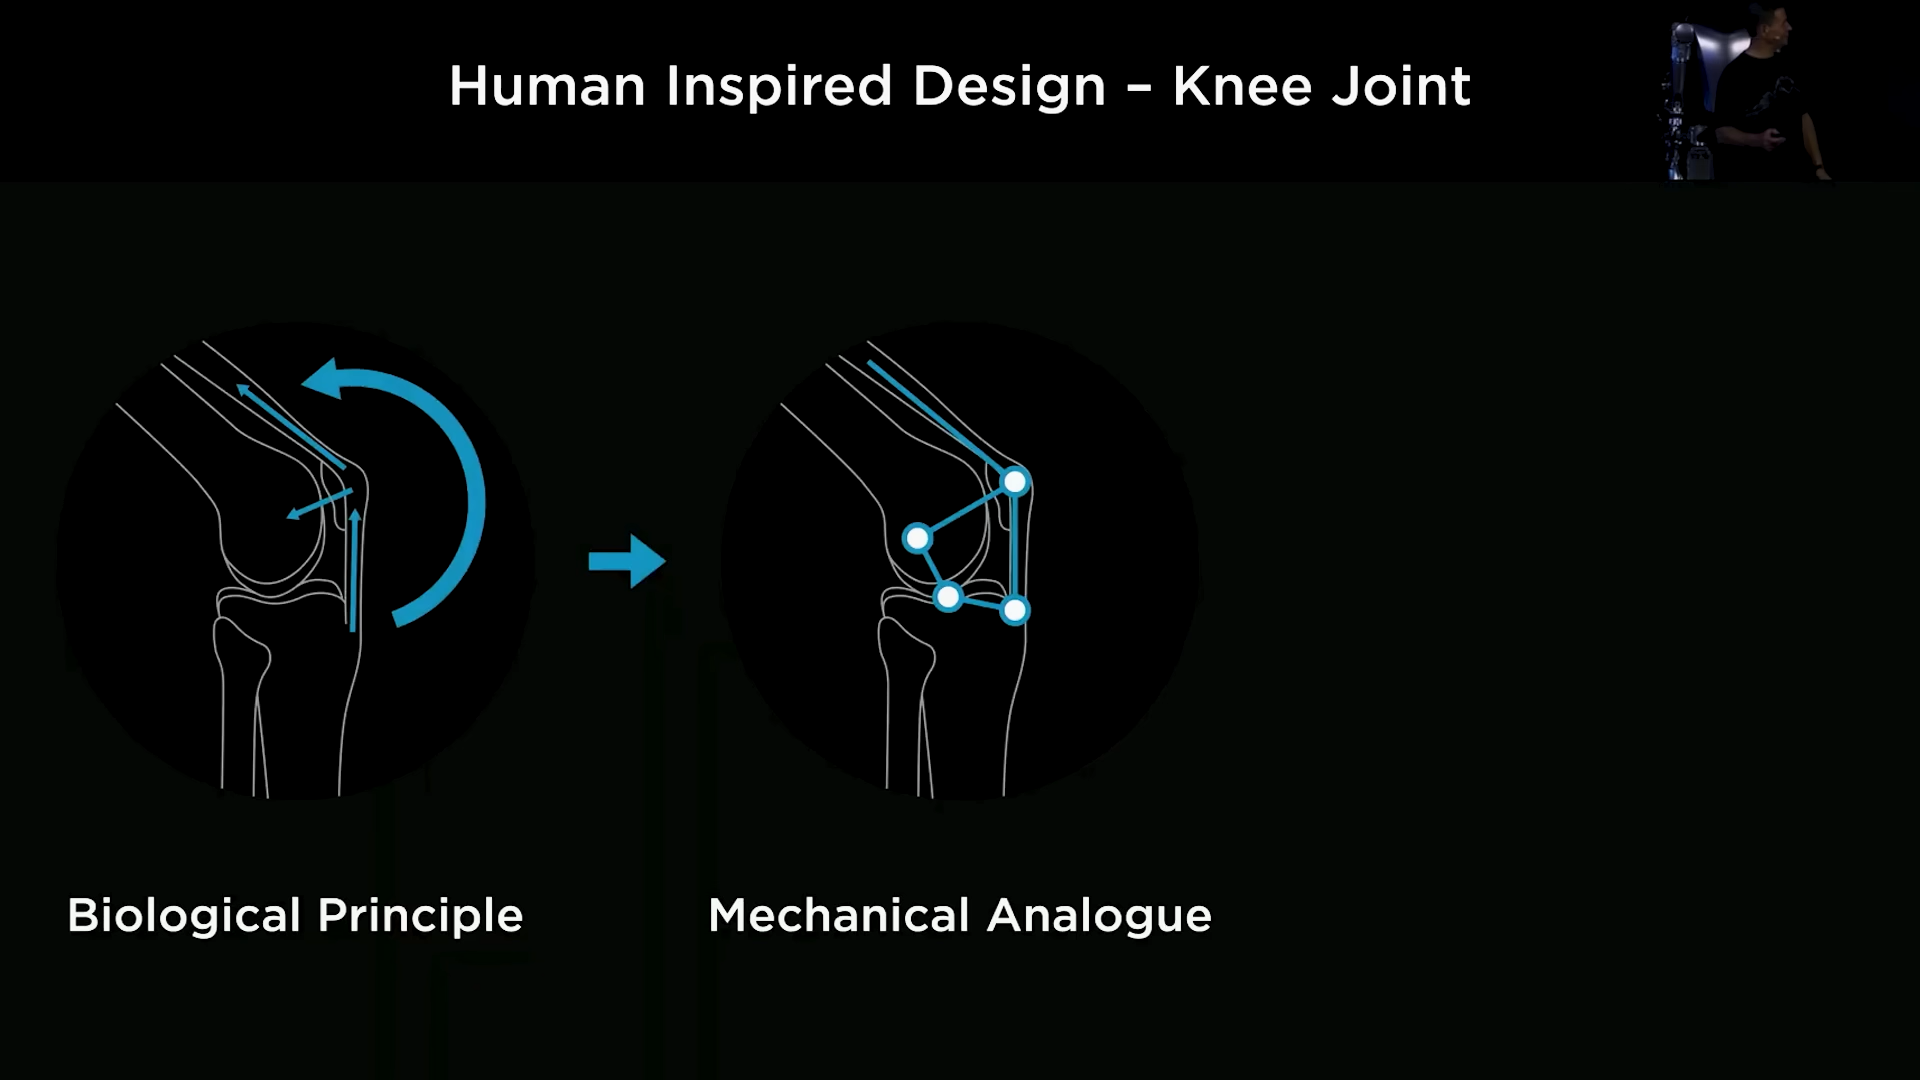 Human Inspired Design – Knee Joint
Biological Principle
Mechanical Analogue